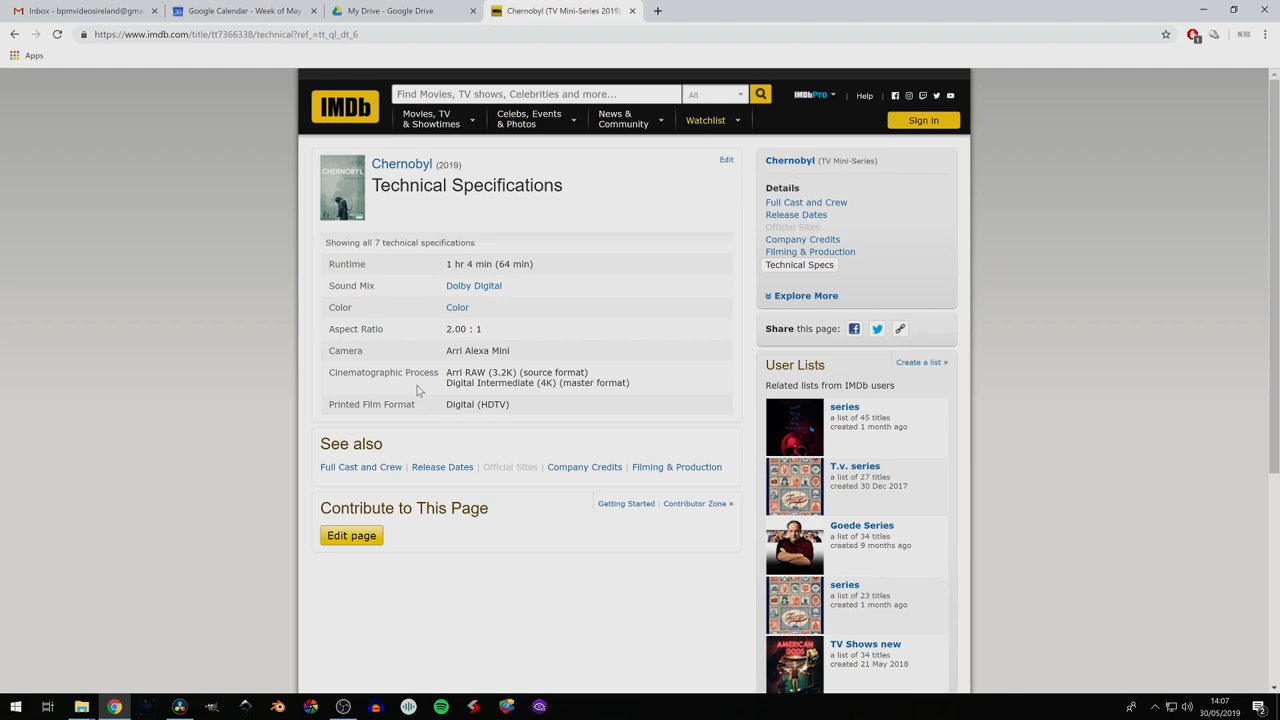 Inbox - bpmvideosireland@gma
Google Calendar - Week of May
My Drive - Google Drive
Chernobyl (TV Mini-Series 2019)
https://www.imdb.com/title/tt7366338/technical?ref_=tt_ql_dt_6
Apps
IMDb
Find Movies, TV shows, Celebrities and more...
All
IMDbPro
Help
Movies, TV
& Showtimes
Celebs, Events
& Photos
News &
Community
Watchlist
Sign in
CHERNOBYL
Chernobyl (2019)
Technical Specifications
Edit
Showing all 7 technical specifications
Runtime 1 hr 4 min (64 min)
Sound Mix Dolby Digital
Color Color
Aspect Ratio 2.00 : 1
Camera Arri Alexa Mini
Cinematographic Process Arri RAW (3.2K) (source format)
Digital Intermediate (4K) (master format)
Printed Film Format Digital (HDTV)
See also
Full Cast and Crew | Release Dates | Official Sites | Company Credits | Filming & Production
Contribute to This Page
Getting Started | Contributor Zone »
Edit page
Chernobyl (TV Mini-Series)
Details
Full Cast and Crew
Release Dates
Official Sites
Company Credits
Filming & Production
Technical Specs
Explore More
Share this page:
User Lists
Create a list »
Related lists from IMDb users
series
a list of 45 titles
created 1 month ago
T.v. series
a list of 27 titles
created 30 Dec 2017
Goede Series
a list of 34 titles
created 9 months ago
series
a list of 23 titles
created 1 month ago
AMERICAN
GODS
TV Shows new
a list of 34 titles
created 21 May 2018
14:07
30/05/2019